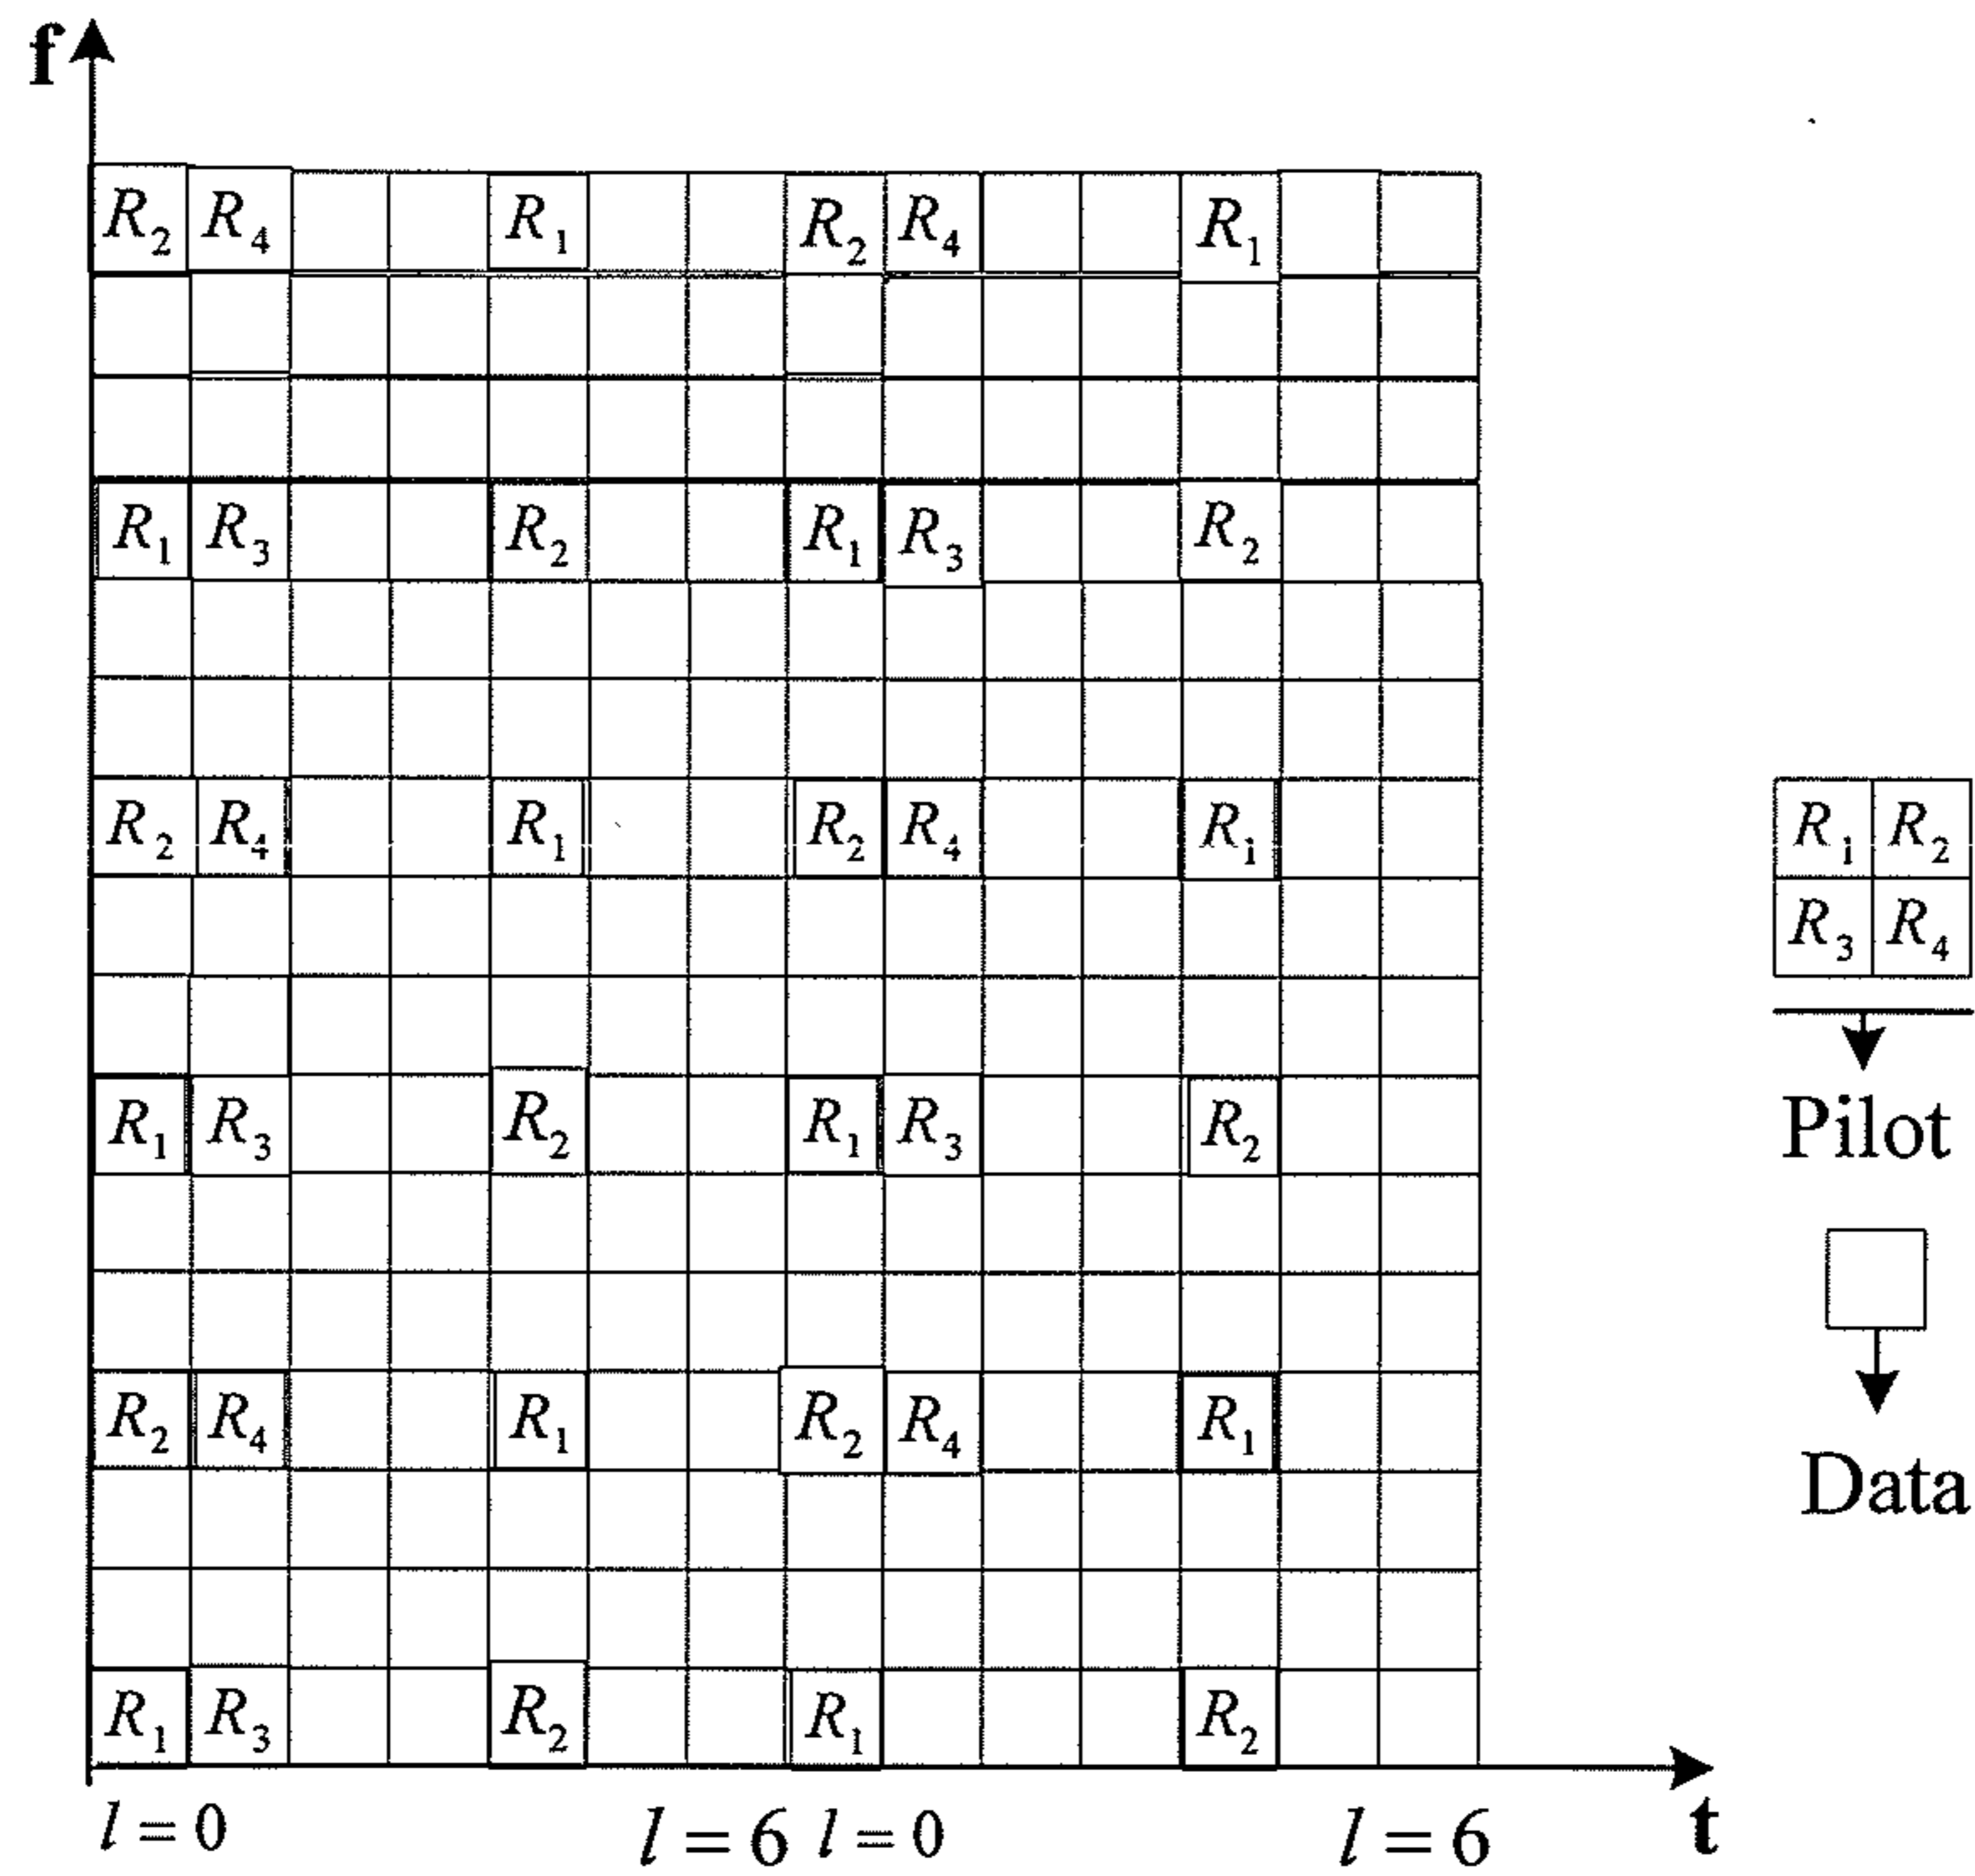 f
R2 R4 R1 R2 R4 R1
R1 R3 R2 R1 R3 R2
R2 R4 R1 R2 R4 Ri
R1 R2
R3 R4
Pilot
R1 R3 R2 R1 R3 R2
Data
R2 R4 R1 R2 R4 R1
R1 R3 R2 R1 R2
l = 0 l = 6 l = 0 l = 6 t